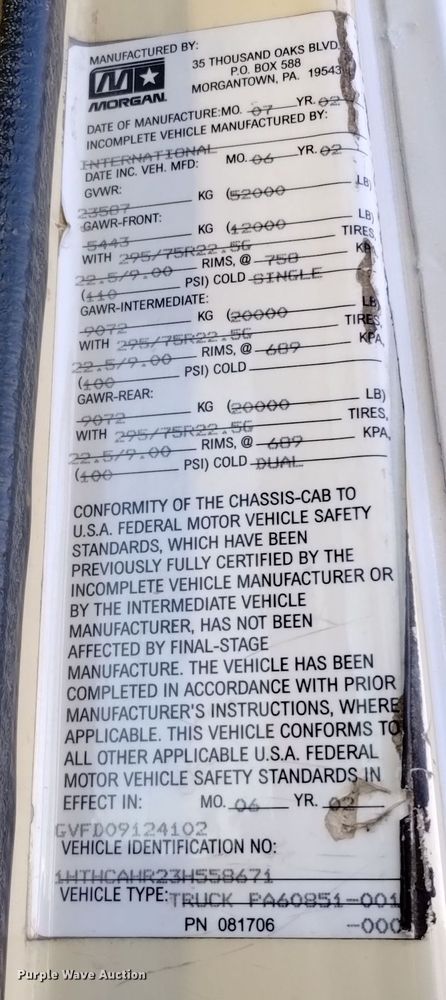 MANUFACTURED BY:
MORGAN
35 THOUSAND OAKS BLVD.
P.O. BOX 588
MORGANTOWN, PA. 19543
DATE OF MANUFACTURE: MO. 07 YR. 02
INCOMPLETE VEHICLE MANUFACTURED BY:
INTERNATIONAL
DATE INC. VEH. MFD: MO. 06 YR. 02
GVWR:
23587 KG (52000 LB)
GAWR-FRONT:
5443 KG (12000 LB)
WITH 295/75R22.5G TIRES,
22.5/9.00 RIMS, @ 758 KPA,
(110 PSI) COLD SINGLE
GAWR-INTERMEDIATE:
9072 KG (20000 LB)
WITH 295/75R22.5G TIRES,
22.5/9.00 RIMS, @ 689 KPA,
(100 PSI) COLD
GAWR-REAR:
9072 KG (20000 LB)
WITH 295/75R22.5G TIRES,
22.5/9.00 RIMS, @ 689 KPA,
(100 PSI) COLD DUAL
CONFORMITY OF THE CHASSIS-CAB TO
U.S.A. FEDERAL MOTOR VEHICLE SAFETY
STANDARDS, WHICH HAVE BEEN
PREVIOUSLY FULLY CERTIFIED BY THE
INCOMPLETE VEHICLE MANUFACTURER OR
BY THE INTERMEDIATE VEHICLE
MANUFACTURER, HAS NOT BEEN
AFFECTED BY FINAL-STAGE
MANUFACTURE. THE VEHICLE HAS BEEN
COMPLETED IN ACCORDANCE WITH PRIOR
MANUFACTURER'S INSTRUCTIONS, WHERE
APPLICABLE. THIS VEHICLE CONFORMS TO
ALL OTHER APPLICABLE U.S.A. FEDERAL
MOTOR VEHICLE SAFETY STANDARDS IN
EFFECT IN: MO. 06 YR. 02
GVFD09124102
VEHICLE IDENTIFICATION NO:
1HTHCAHR23H558671
VEHICLE TYPE: TRUCK PA60851-001
PN 081706 -000
Purple Wave Auction